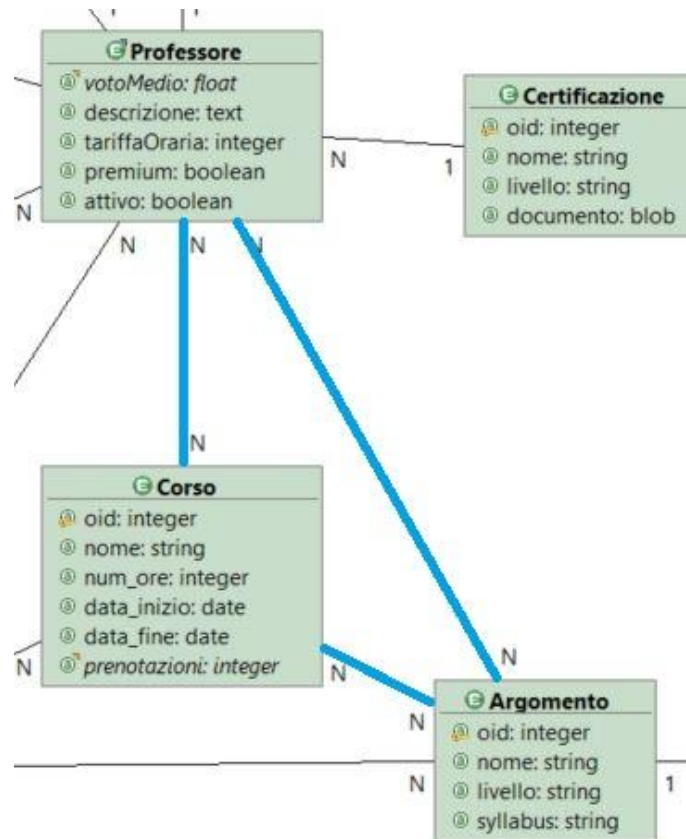 1
1
Professore
votoMedio: float
descrizione: text
tariffaOraria: integer
premium: boolean
attivo: boolean
N
N
1
Certificazione
oid: integer
nome: string
livello: string
documento: blob
N
N
N
N
Corso
oid: integer
nome: string
num_ore: integer
data_inizio: date
data_fine: date
prenotazioni: integer
N
N
N
N
Argomento
oid: integer
nome: string
livello: string
syllabus: string
N
1